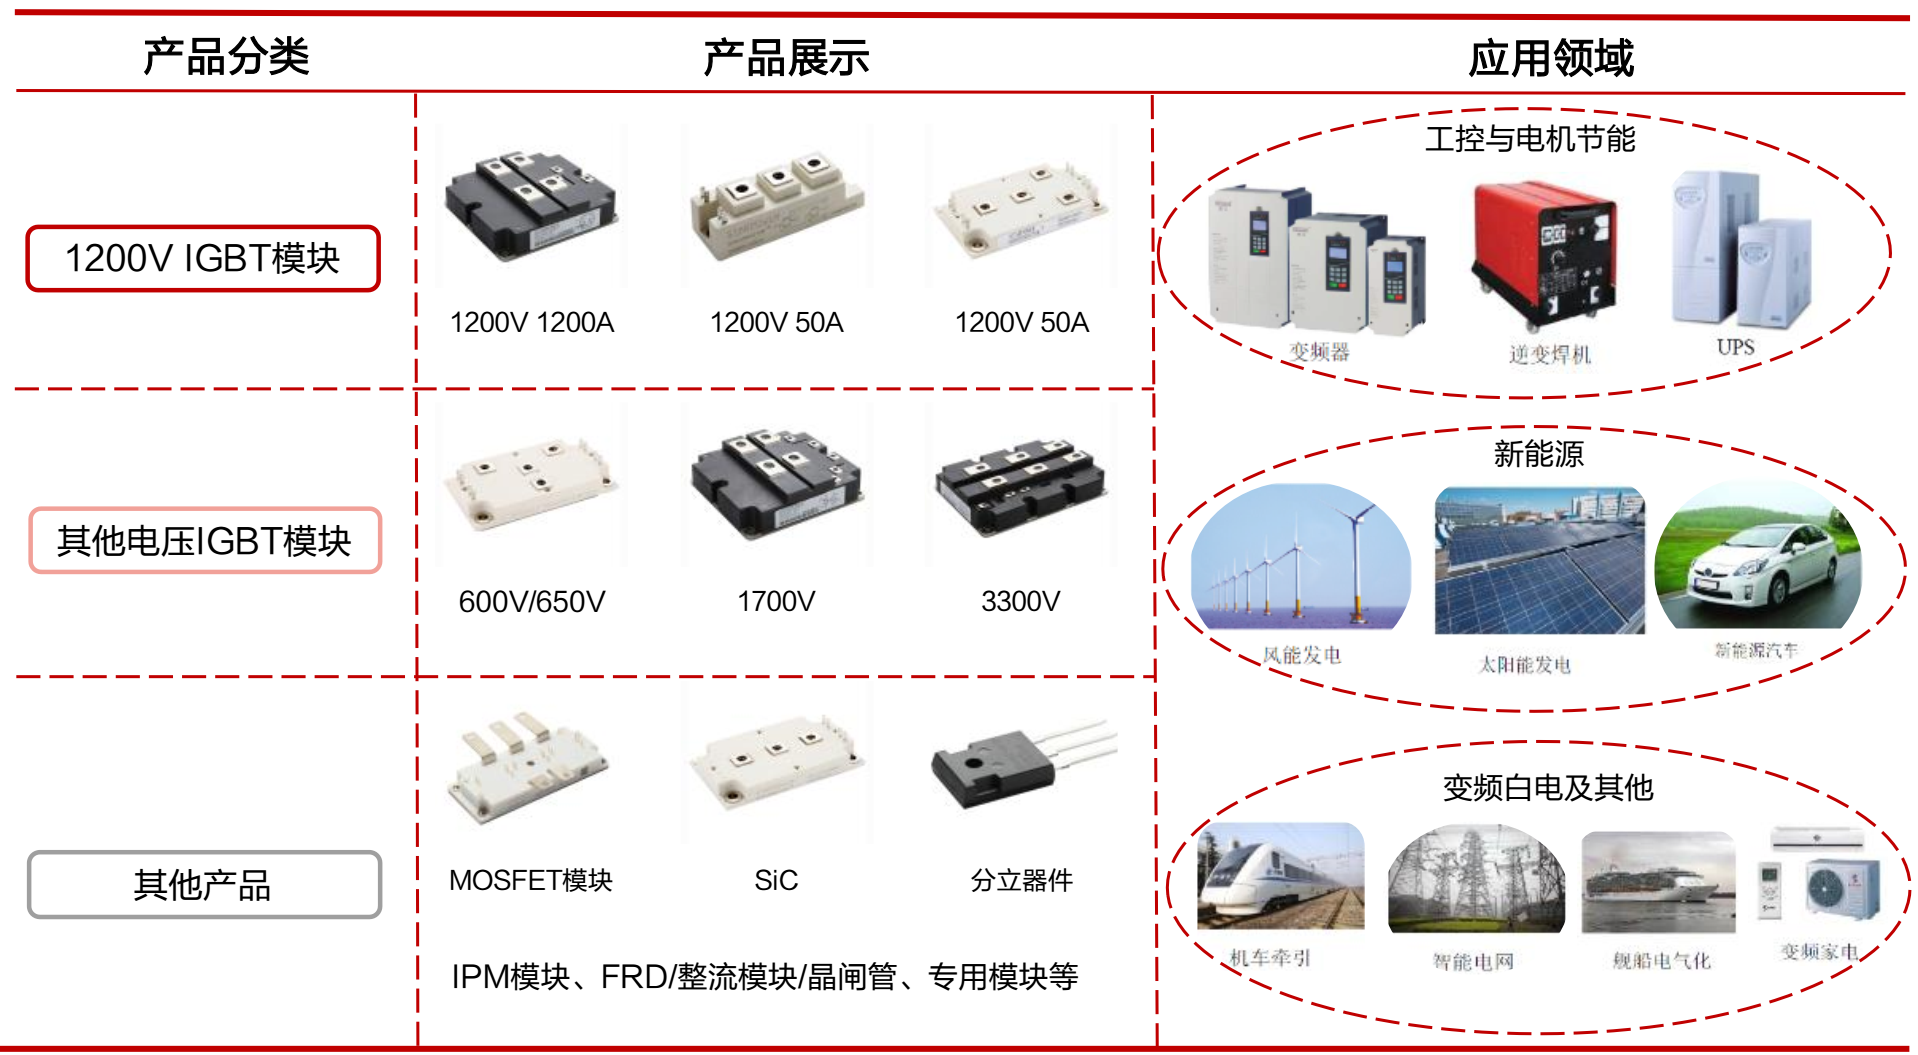 产品分类
产品展示
应用领域
1200V IGBT模块
1200V 1200A
1200V 50A
1200V 50A
工控与电机节能
变频器
逆变焊机
UPS
其他电压IGBT模块
600V/650V
1700V
3300V
新能源
风能发电
太阳能发电
新能源汽车
其他产品
MOSFET模块
SiC
分立器件
IPM模块、FRD/整流模块/晶闸管、专用模块等
变频白电及其他
机车牵引
智能电网
舰船电气化
变频家电